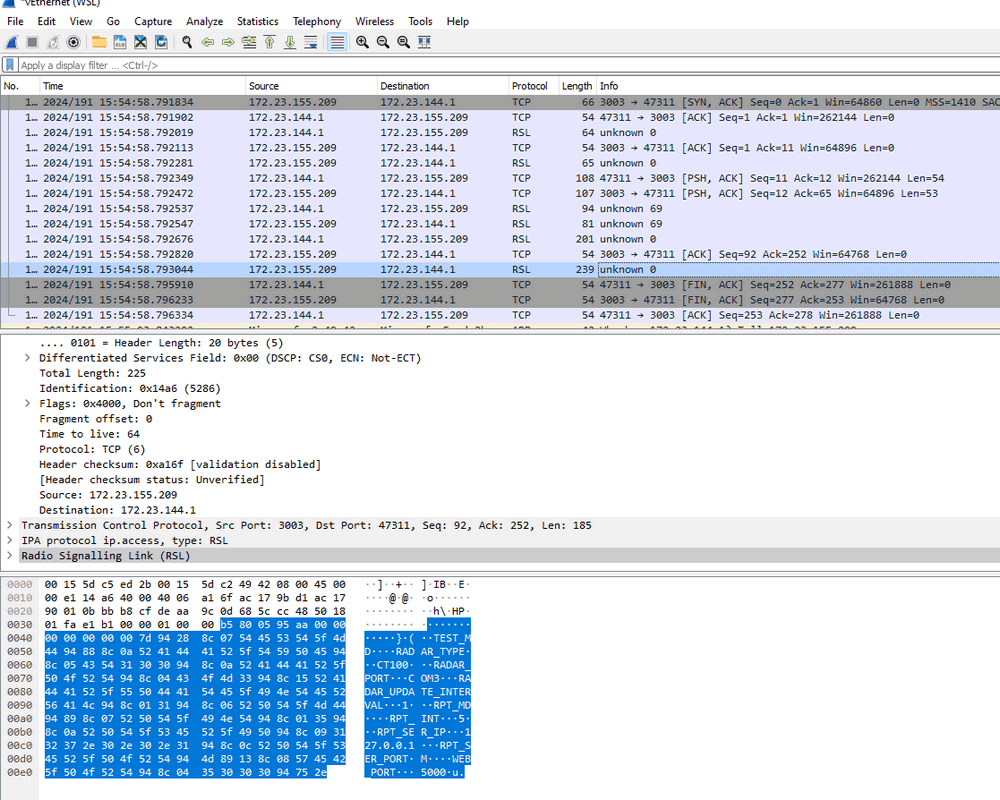 *vEthernet (WSL)
File Edit View Go Capture Analyze Statistics Telephony Wireless Tools Help
Apply a display filter … <Ctrl-/>
No. Time Source Destination Protocol Length Info
1… 2024/191 15:54:58.791834 172.23.155.209 172.23.144.1 TCP 66 3003 → 47311 [SYN, ACK] Seq=0 Ack=1 Win=64860 Len=0 MSS=1410 SAC
1… 2024/191 15:54:58.791902 172.23.144.1 172.23.155.209 TCP 54 47311 → 3003 [ACK] Seq=1 Ack=1 Win=262144 Len=0
1… 2024/191 15:54:58.792019 172.23.144.1 172.23.155.209 RSL 64 unknown 0
1… 2024/191 15:54:58.792113 172.23.155.209 172.23.144.1 TCP 54 3003 → 47311 [ACK] Seq=1 Ack=11 Win=64896 Len=0
1… 2024/191 15:54:58.792281 172.23.155.209 172.23.144.1 RSL 65 unknown 0
1… 2024/191 15:54:58.792349 172.23.144.1 172.23.155.209 TCP 108 47311 → 3003 [PSH, ACK] Seq=11 Ack=12 Win=262144 Len=54
1… 2024/191 15:54:58.792472 172.23.155.209 172.23.144.1 TCP 107 3003 → 47311 [PSH, ACK] Seq=12 Ack=65 Win=64896 Len=53
1… 2024/191 15:54:58.792537 172.23.144.1 172.23.155.209 RSL 94 unknown 69
1… 2024/191 15:54:58.792547 172.23.155.209 172.23.144.1 RSL 81 unknown 69
1… 2024/191 15:54:58.792676 172.23.144.1 172.23.155.209 RSL 201 unknown 0
1… 2024/191 15:54:58.792820 172.23.155.209 172.23.144.1 TCP 54 3003 → 47311 [ACK] Seq=92 Ack=252 Win=64768 Len=0
1… 2024/191 15:54:58.793044 172.23.155.209 172.23.144.1 RSL 239 unknown 0
1… 2024/191 15:54:58.795910 172.23.144.1 172.23.155.209 TCP 54 47311 → 3003 [FIN, ACK] Seq=252 Ack=277 Win=261888 Len=0
1… 2024/191 15:54:58.796233 172.23.155.209 172.23.144.1 TCP 54 3003 → 47311 [FIN, ACK] Seq=277 Ack=253 Win=64768 Len=0
1… 2024/191 15:54:58.796334 172.23.144.1 172.23.155.209 TCP 54 47311 → 3003 [ACK] Seq=253 Ack=278 Win=261888 Len=0
.... 0101 = Header Length: 20 bytes (5)
Differentiated Services Field: 0x00 (DSCP: CS0, ECN: Not-ECT)
Total Length: 225
Identification: 0x14a6 (5286)
Flags: 0x4000, Don't fragment
Fragment offset: 0
Time to live: 64
Protocol: TCP (6)
Header checksum: 0xa16f [validation disabled]
[Header checksum status: Unverified]
Source: 172.23.155.209
Destination: 172.23.144.1
Transmission Control Protocol, Src Port: 3003, Dst Port: 47311, Seq: 92, Ack: 252, Len: 185
IPA protocol ip.access, type: RSL
Radio Signalling Link (RSL)
0000 00 15 5d c5 ed 2b 00 15 5d c2 49 42 08 00 45 00 ··]··+·· ]·IB··E·
0010 00 e1 14 a6 40 00 40 06 a1 6f ac 17 9b d1 ac 17 ····@·@· ·o······
0020 90 01 0b bb b8 cf de aa 9c 0d 68 5c cc 48 50 18 ········ ··h\·HP·
0030 01 fa e1 b1 00 00 01 00 00 b5 80 05 95 aa 00 00 ········ ········
0040 00 00 00 00 00 7d 94 28 8c 07 54 45 53 54 5f 4d ·····}·( ··TEST_M
0050 44 94 88 8c 0a 52 41 44 41 52 5f 54 59 50 45 94 D····RAD AR_TYPE·
0060 8c 05 43 54 31 30 30 94 8c 0a 52 41 44 41 52 5f ··CT100· ··RADAR_
0070 50 4f 52 54 94 8c 04 43 4f 4d 33 94 8c 15 52 41 PORT···C OM3···RA
0080 44 41 52 5f 55 50 44 41 54 45 5f 49 4e 54 45 52 DAR_UPDA TE_INTER
0090 56 41 4c 94 8c 01 31 94 8c 06 52 50 54 5f 4d 44 VAL···1· ··RPT_MD
00a0 94 89 8c 07 52 50 54 5f 49 4e 54 94 8c 01 35 94 ····RPT_ INT···5·
00b0 8c 0a 52 50 54 5f 53 45 52 5f 49 50 94 8c 09 31 ··RPT_SE R_IP···1
00c0 32 37 2e 30 2e 30 2e 31 94 8c 0c 52 50 54 5f 53 27.0.0.1 ···RPT_S
00d0 45 52 5f 50 4f 52 54 94 4d 89 13 8c 08 57 45 42 ER_PORT· M····WEB
00e0 5f 50 4f 52 54 94 8c 04 35 30 30 30 94 75 2e _PORT··· 5000·u.